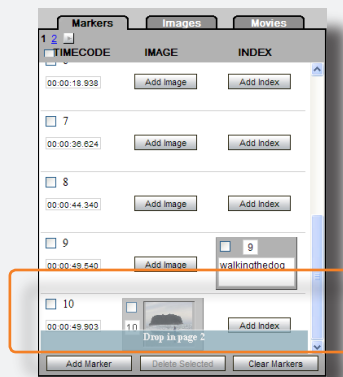 Markers Images Movies
1 2 >
TIMECODE IMAGE INDEX
00:00:18.938 Add Image Add Index
7
00:00:36.624 Add Image Add Index
8
00:00:44.340 Add Image Add Index
9 9
00:00:49.540 Add Image walkingthedog
10
00:00:49.903 10 Add Index
Drop in page 2
Add Marker Delete Selected Clear Markers